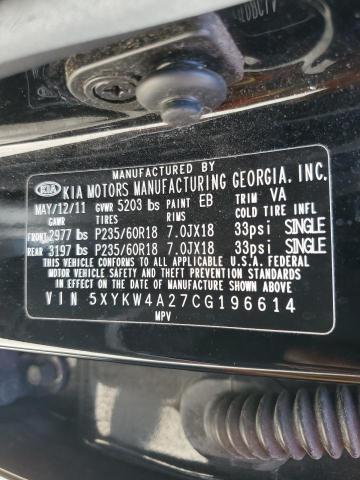 MANUFACTURED BY
KIA KIA MOTORS MANUFACTURING GEORGIA, INC.
MAY/12/11 GVWR 5203 lbs PAINT EB TRIM VA
GAWR TIRES RIMS COLD TIRE INFL
FRONT 2977 lbs P235/60R18 7.0JX18 33psi SINGLE
REAR 3197 lbs P235/60R18 7.0JX18 33psi SINGLE
THIS VEHICLE CONFORMS TO ALL APPLICABLE U.S.A. FEDERAL
MOTOR VEHICLE SAFETY AND THEFT PREVENTION STANDARDS IN
EFFECT ON THE DATE OF MANUFACTURE SHOWN ABOVE
VIN 5XYKW4A27CG196614
MPV